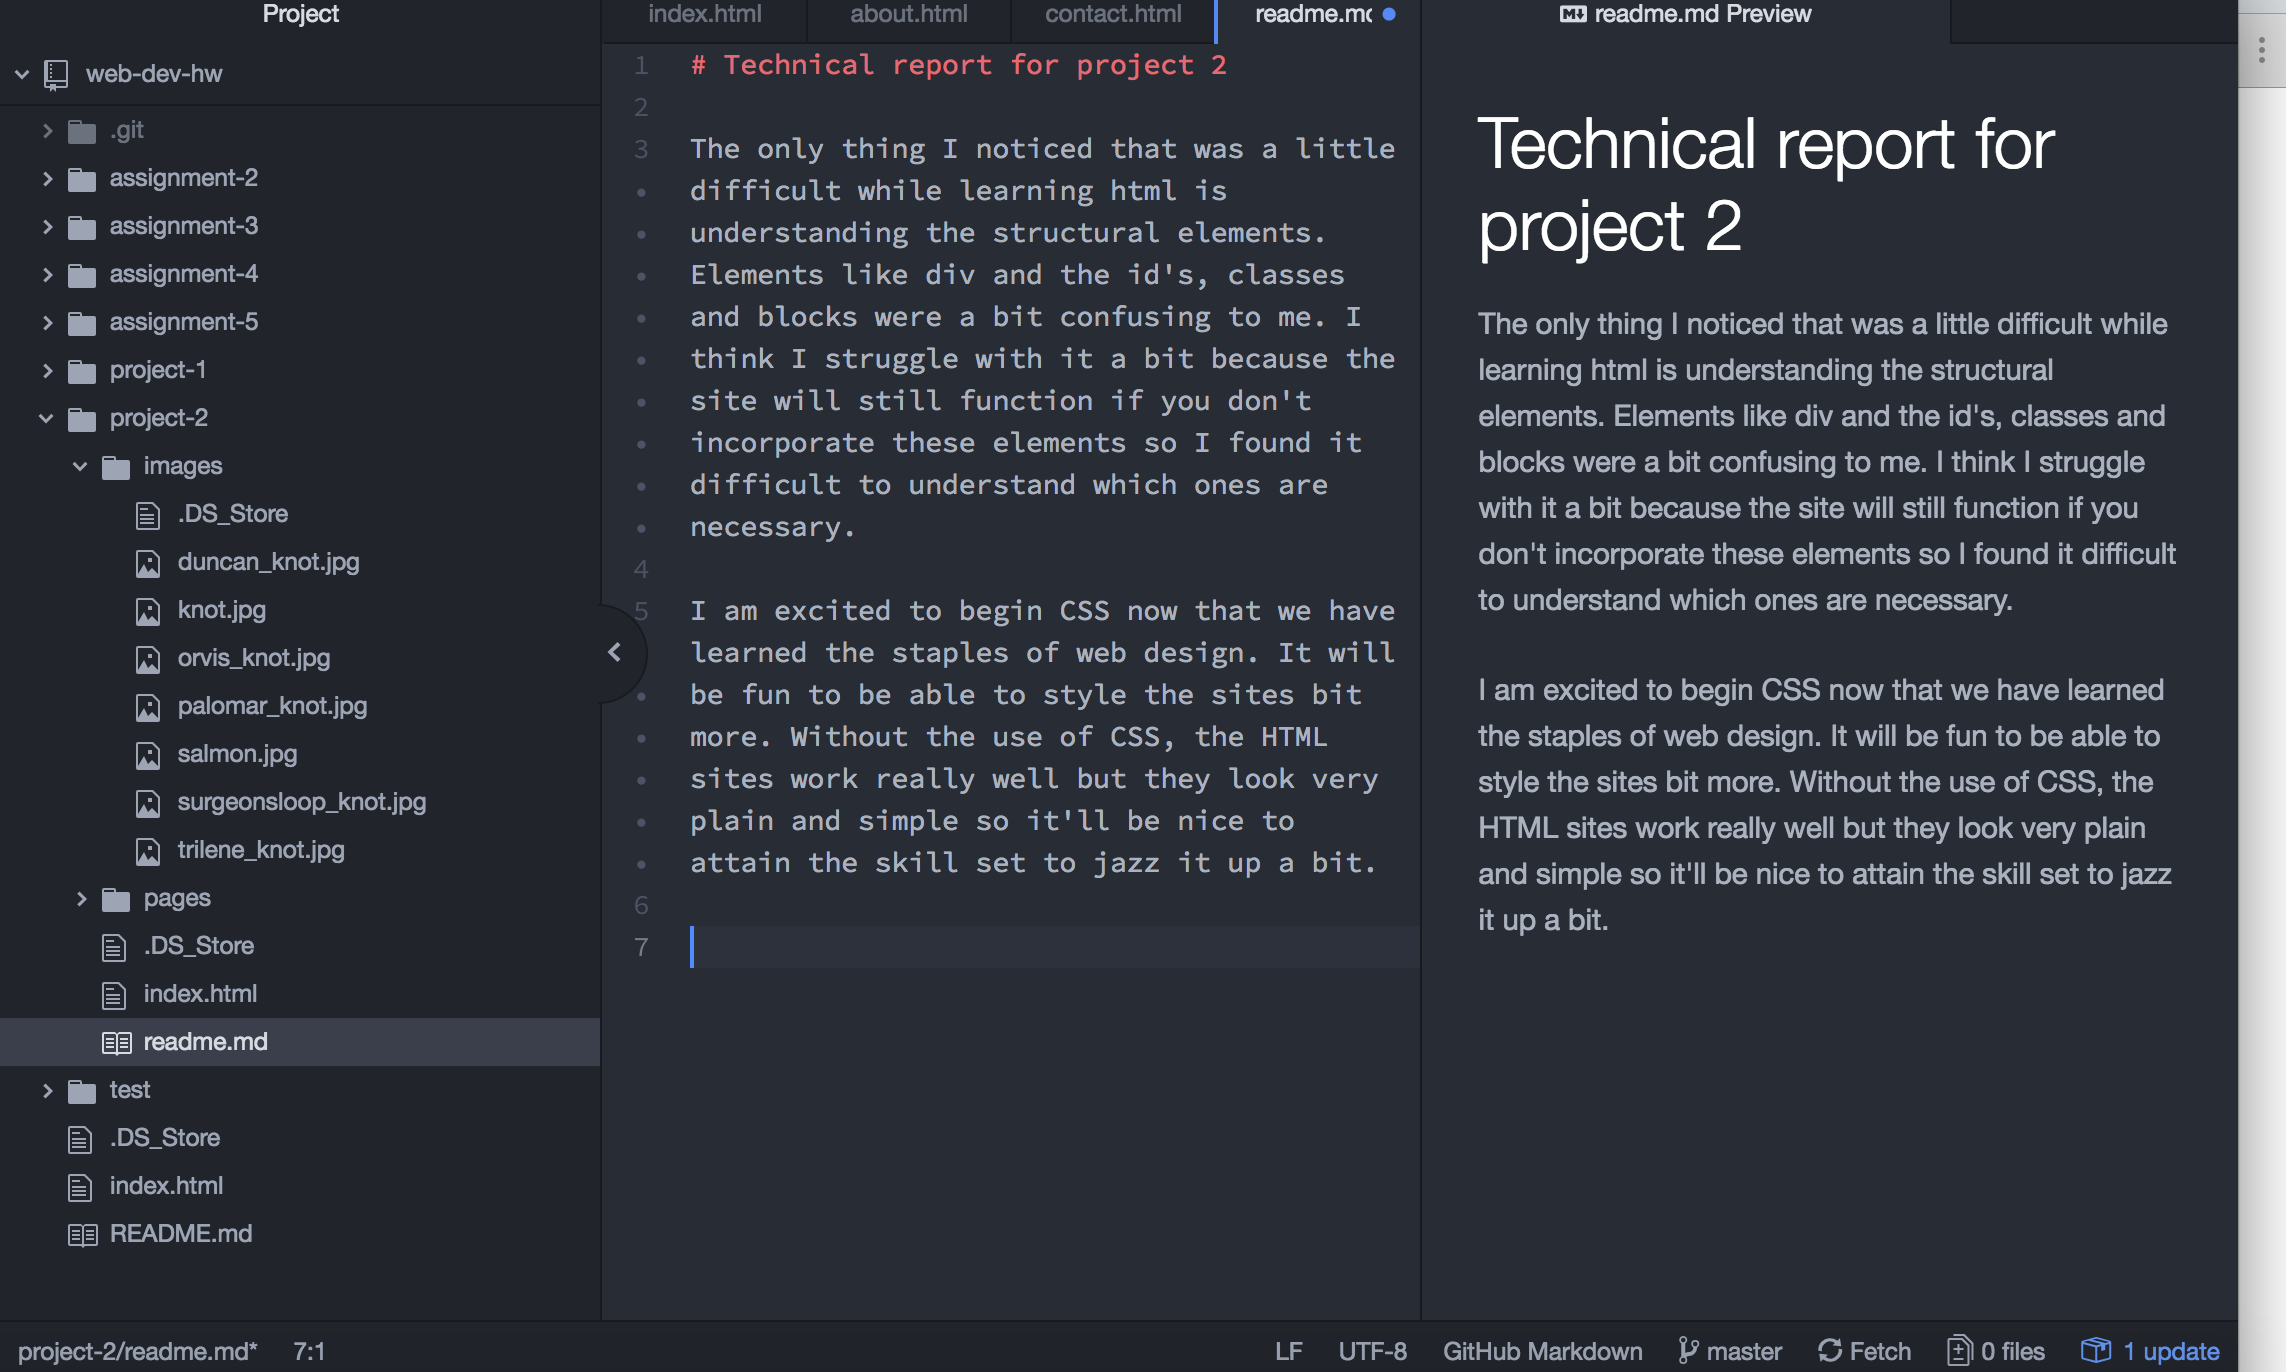 Project
web-dev-hw
.git
assignment-2
assignment-3
assignment-4
assignment-5
project-1
project-2
images
.DS_Store
duncan_knot.jpg
knot.jpg
orvis_knot.jpg
palomar_knot.jpg
salmon.jpg
surgeonsloop_knot.jpg
trilene_knot.jpg
pages
.DS_Store
index.html
readme.md
test
.DS_Store
index.html
README.md
index.html
about.html
contact.html
readme.mc
1 # Technical report for project 2
2
3 The only thing I noticed that was a little
difficult while learning html is
understanding the structural elements.
Elements like div and the id's, classes
and blocks were a bit confusing to me. I
think I struggle with it a bit because the
site will still function if you don't
incorporate these elements so I found it
difficult to understand which ones are
necessary.
4
5 I am excited to begin CSS now that we have
learned the staples of web design. It will
be fun to be able to style the sites bit
more. Without the use of CSS, the HTML
sites work really well but they look very
plain and simple so it'll be nice to
attain the skill set to jazz it up a bit.
6
7
readme.md Preview
Technical report for
project 2
The only thing I noticed that was a little difficult while
learning html is understanding the structural
elements. Elements like div and the id's, classes and
blocks were a bit confusing to me. I think I struggle
with it a bit because the site will still function if you
don't incorporate these elements so I found it difficult
to understand which ones are necessary.
I am excited to begin CSS now that we have learned
the staples of web design. It will be fun to be able to
style the sites bit more. Without the use of CSS, the
HTML sites work really well but they look very plain
and simple so it'll be nice to attain the skill set to jazz
it up a bit.
project-2/readme.md* 7:1 LF UTF-8 GitHub Markdown master Fetch 0 files 1 update